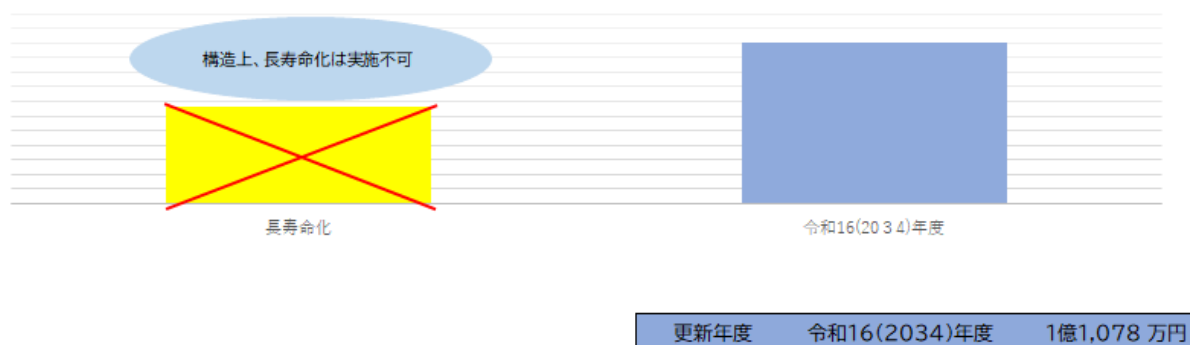 構造上、長寿命化は実施不可
長寿命化
令和16(2034)年度
更新年度 令和16(2034)年度 1億1,078 万円